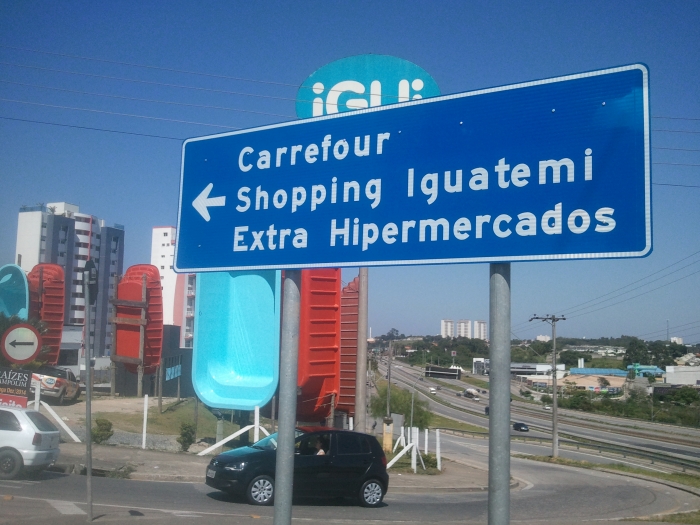 iGUi
Carrefour
Shopping Iguatemi
Extra Hipermercados